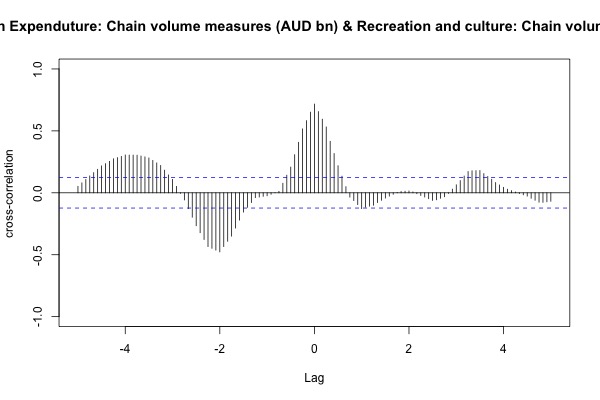 n Expenduture: Chain volume measures (AUD bn) & Recreation and culture: Chain volur
1.0
0.5
0.0
-0.5
-1.0
cross-correlation
-4 -2 0 2 4
Lag